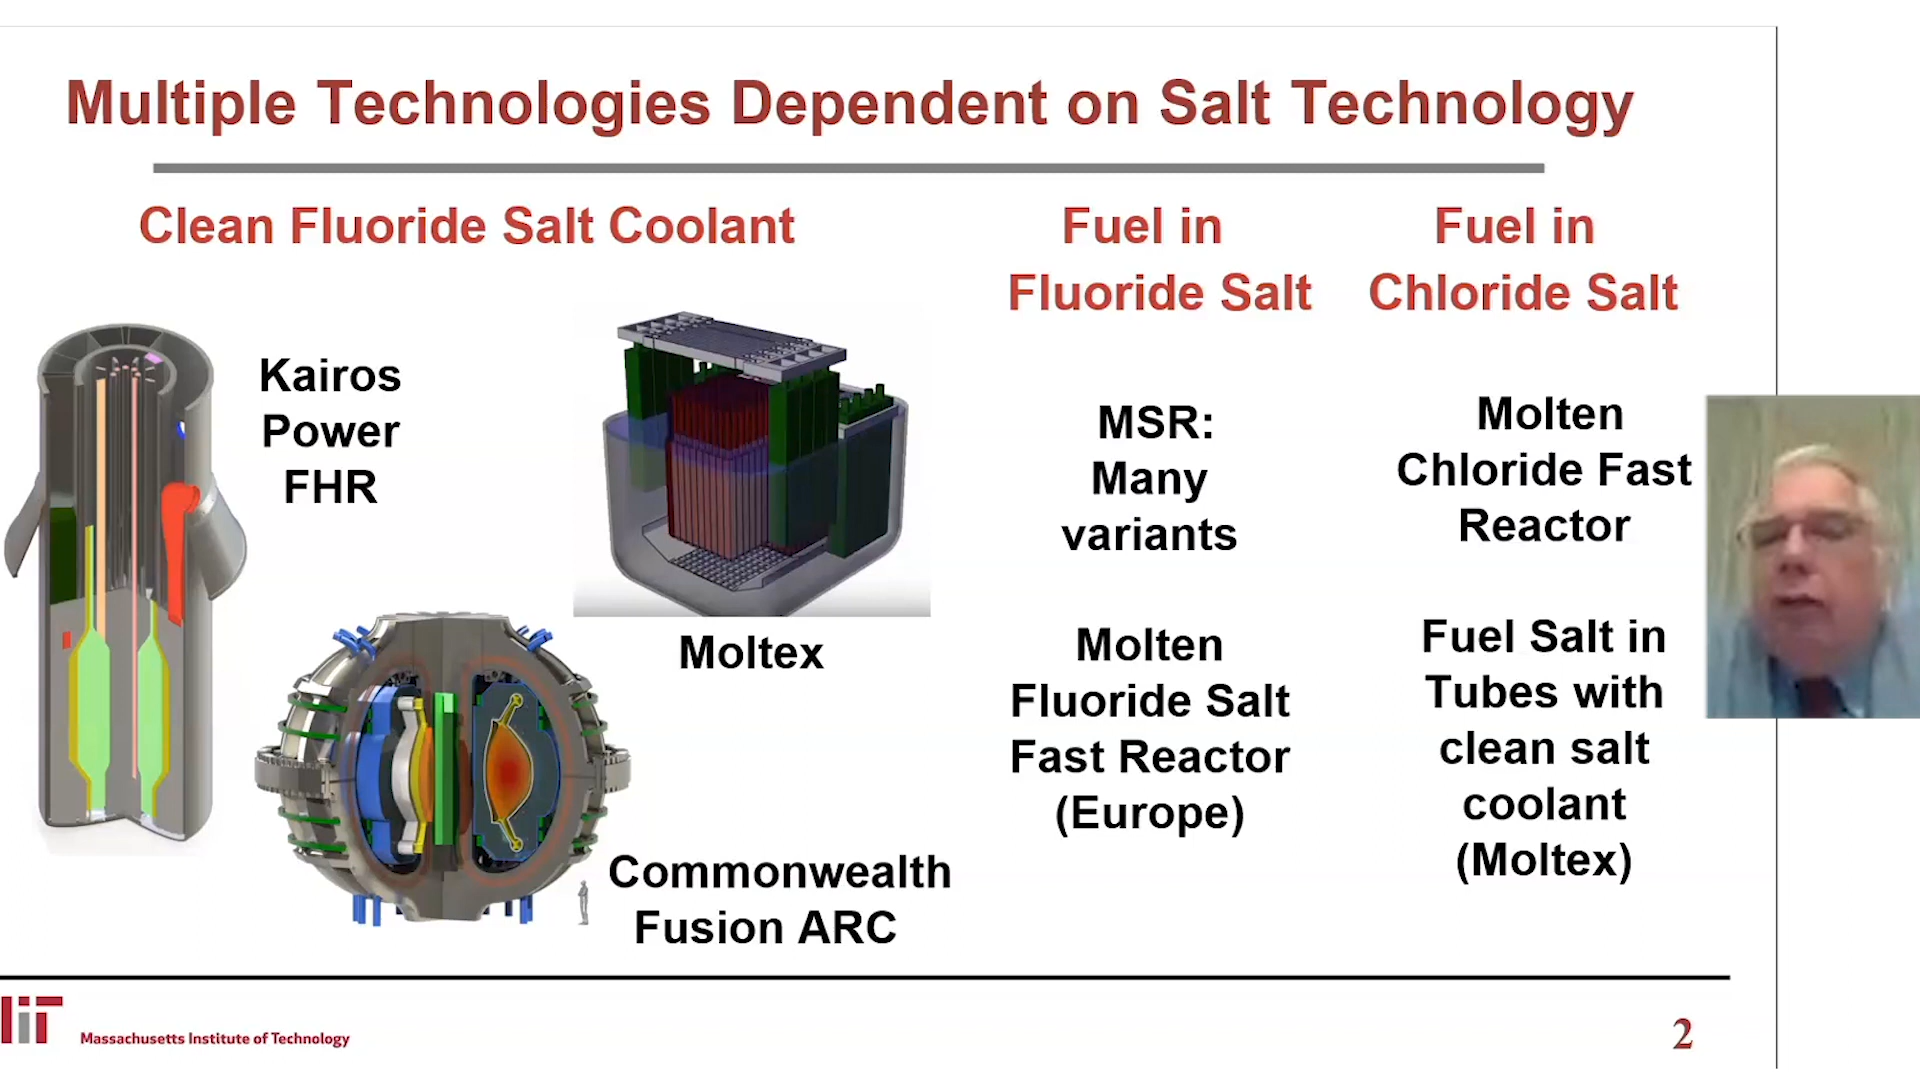 Multiple Technologies Dependent on Salt Technology
Clean Fluoride Salt Coolant
Kairos
Power
FHR
Moltex
Commonwealth
Fusion ARC
Fuel in
Fluoride Salt
MSR:
Many
variants
Molten
Fluoride Salt
Fast Reactor
(Europe)
Fuel in
Chloride Salt
Molten
Chloride Fast
Reactor
Fuel Salt in
Tubes with
clean salt
coolant
(Moltex)
MIT
Massachusetts Institute of Technology
2